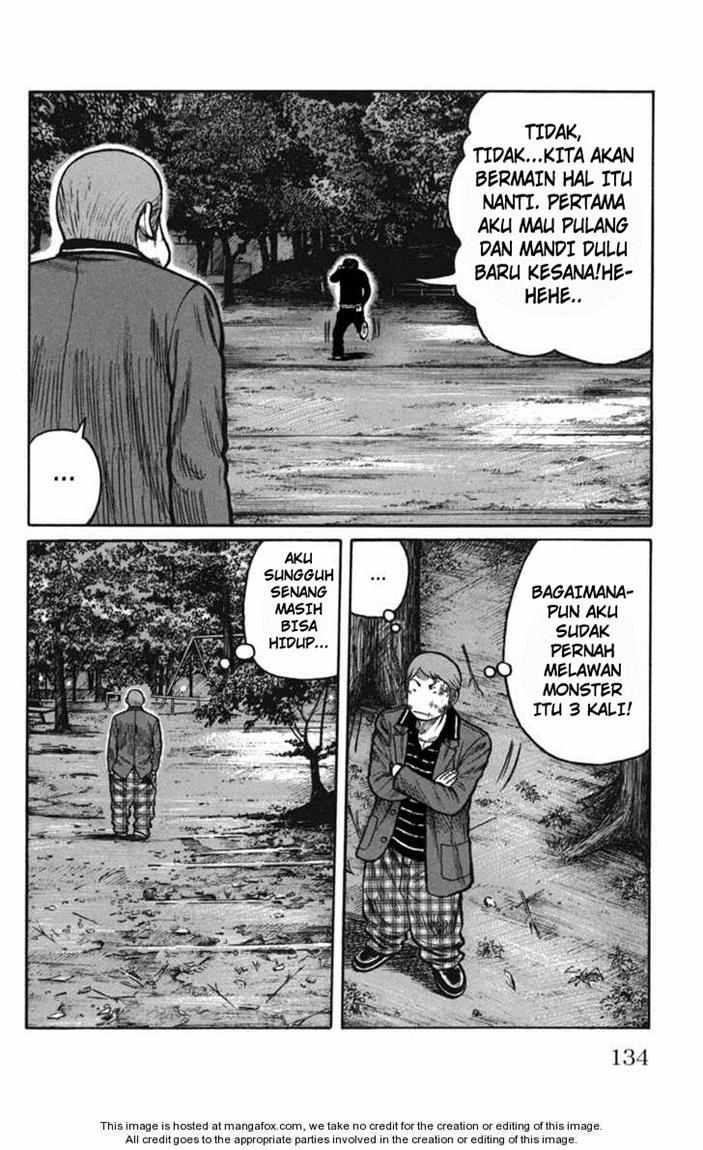 TIDAK,
TIDAK...KITA AKAN
BERMAIN HAL ITU
NANTI. PERTAMA
AKU MAU PULANG
DAN MANDI DULU
BARU KESANA!HE-
HEHE..
...
AKU
SUNGGUH
SENANG
MASIH
BISA
HIDUP...
...
BAGAIMANA-
PUN AKU
SUDAK
PERNAH
MELAWAN
MONSTER
ITU 3 KALI!
134
This image is hosted at mangafox.com, we take no credit for the creation or editing of this image.
All credit goes to the appropriate parties involved in the creation or editing of this image.